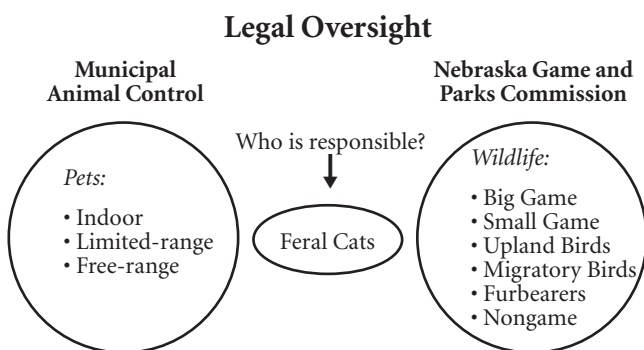 Legal Oversight
Municipal
Animal Control
Pets:
• Indoor
• Limited-range
• Free-range
Who is responsible?
Feral Cats
Nebraska Game and
Parks Commission
Wildlife:
• Big Game
• Small Game
• Upland Birds
• Migratory Birds
• Furbearers
• Nongame